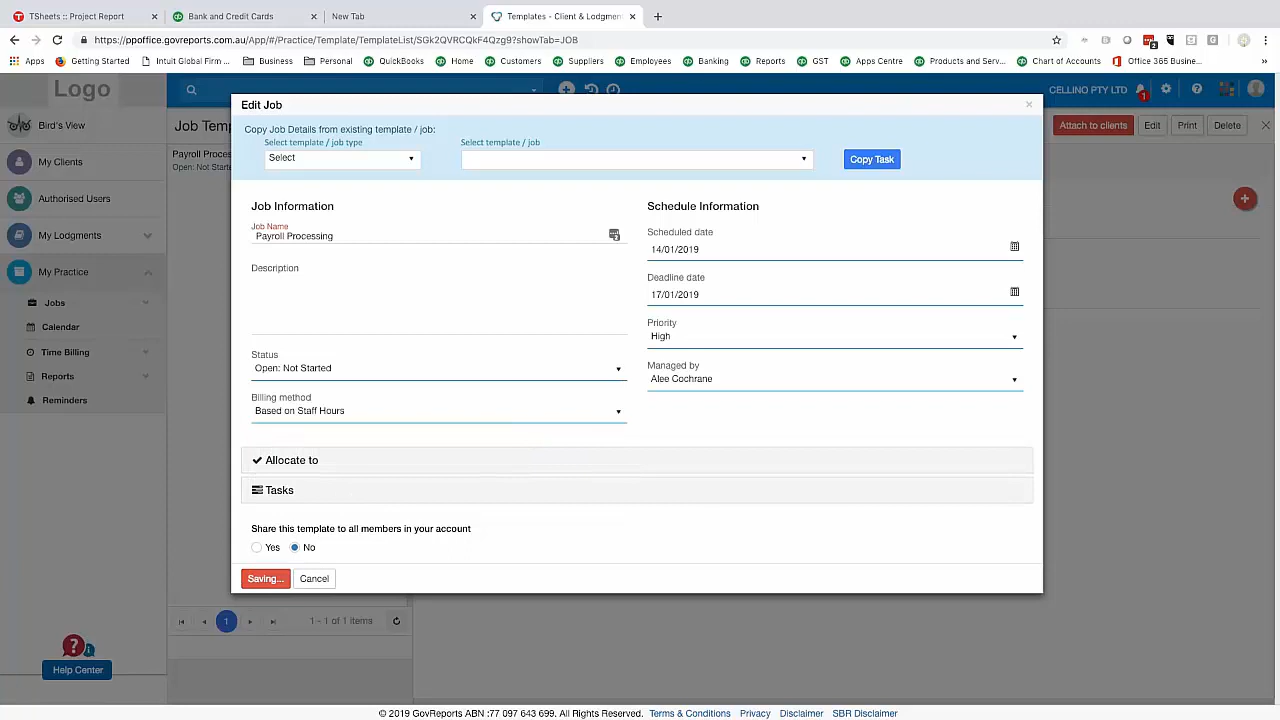 TSheets :: Project Report
Bank and Credit Cards
New Tab
Templates - Client & Lodgmen
https://ppoffice.govreports.com.au/App/#/Practice/Template/TemplateList/SGk2QVRCQkF4Qzg9?showTab=JOB
Apps
Getting Started
Intuit Global Firm ...
Business
Personal
QuickBooks
Home
Customers
Suppliers
Employees
Banking
Reports
GST
Apps Centre
Products and Serv...
Chart of Accounts
Office 365 Busine...
»
Logo
CELLINO PTY LTD
1
Bird's View
My Clients
Authorised Users
My Lodgments
My Practice
Jobs
Calendar
Time Billing
Reports
Reminders
Help Center
Job Temp
Attach to clients
Edit
Print
Delete
Payroll Proces
Open: Not Starte
Edit Job
Copy Job Details from existing template / job:
Select template / job type
Select template / job
Select
Copy Task
Job Information
Job Name
Payroll Processing
Description
Status
Open: Not Started
Billing method
Based on Staff Hours
Schedule Information
Scheduled date
14/01/2019
Deadline date
17/01/2019
Priority
High
Managed by
Alee Cochrane
Allocate to
Tasks
Share this template to all members in your account
Yes
No
Saving...
Cancel
1
1 - 1 of 1 items
© 2019 GovReports ABN :77 097 643 699. All Rights Reserved.
Terms & Conditions
Privacy
Disclaimer
SBR Disclaimer